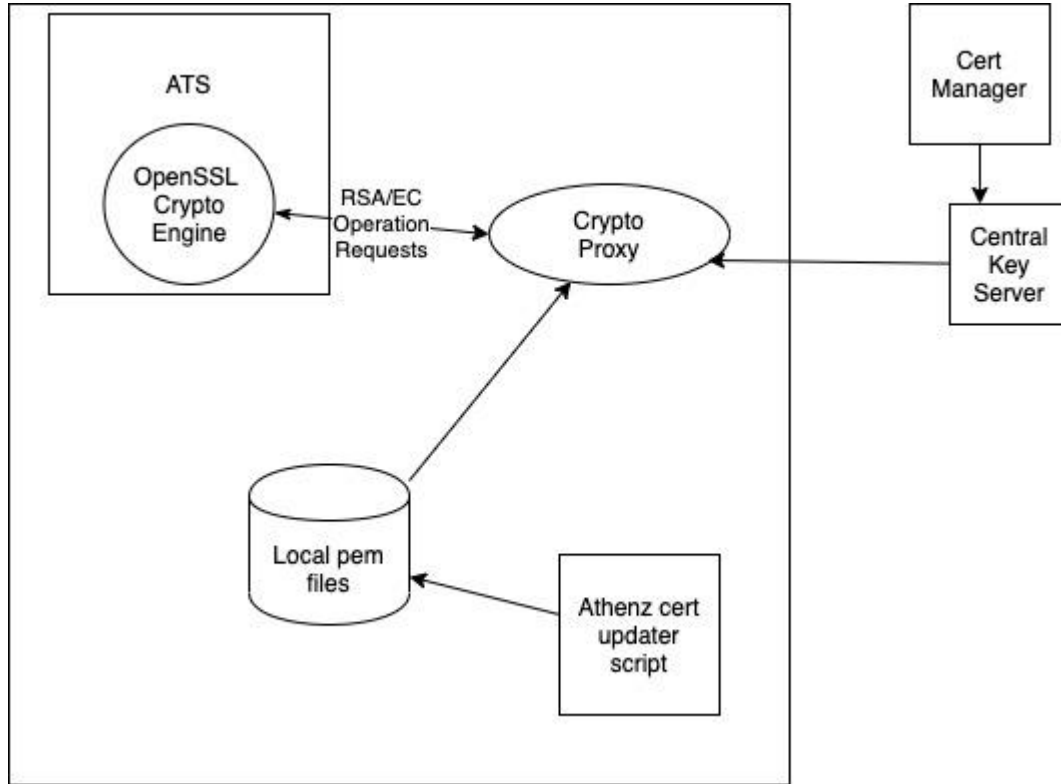 ATS
OpenSSL
Crypto
Engine
RSA/EC
Operation
Requests
Crypto
Proxy
Cert
Manager
Central
Key
Server
Local pem
files
Athenz cert
updater
script